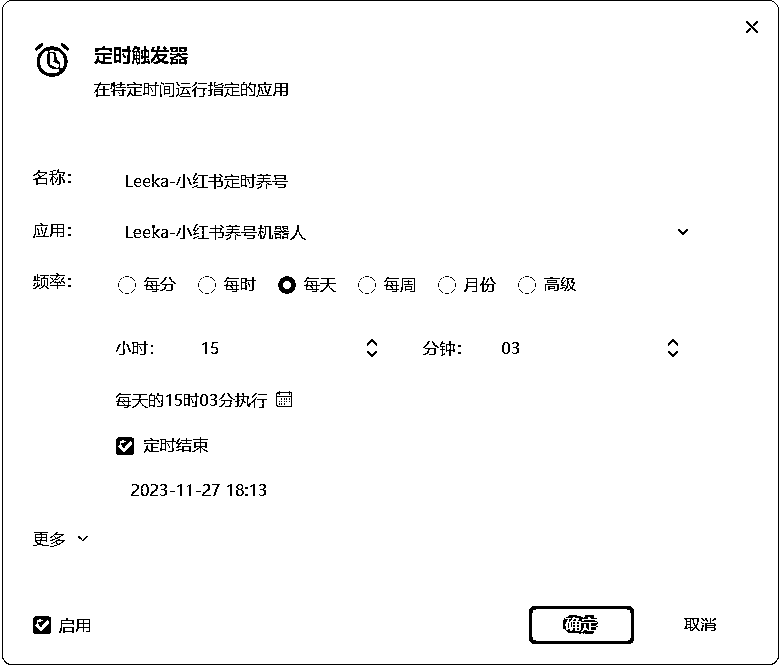 定时触发器
在特定时间运行指定的应用
名称： Leeka-小红书定时养号
应用： Leeka-小红书养号机器人
频率： 每分 每时 每天 每周 月份 高级
小时： 15 分钟： 03
每天的15时03分执行
定时结束
2023-11-27 18:13
更多
启用 确定 取消